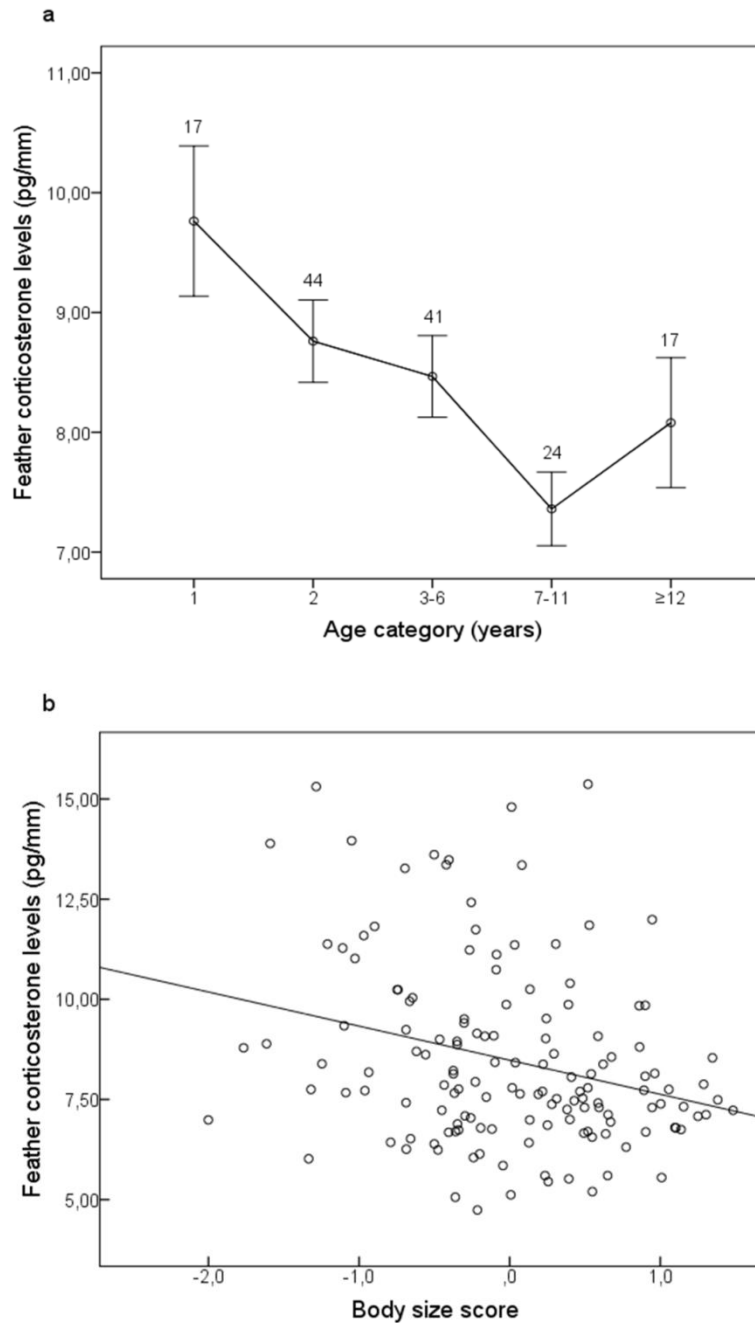 a
11,00
17
10,00
44
9,00
41
17
8,00
24
7,00
Feather corticosterone levels (pg/mm)
1 2 3-6 7-11 ≥12
Age category (years)
b
15,00
12,50
10,00
7,50
5,00
Feather corticosterone levels (pg/mm)
-2,0 -1,0 ,0 1,0
Body size score